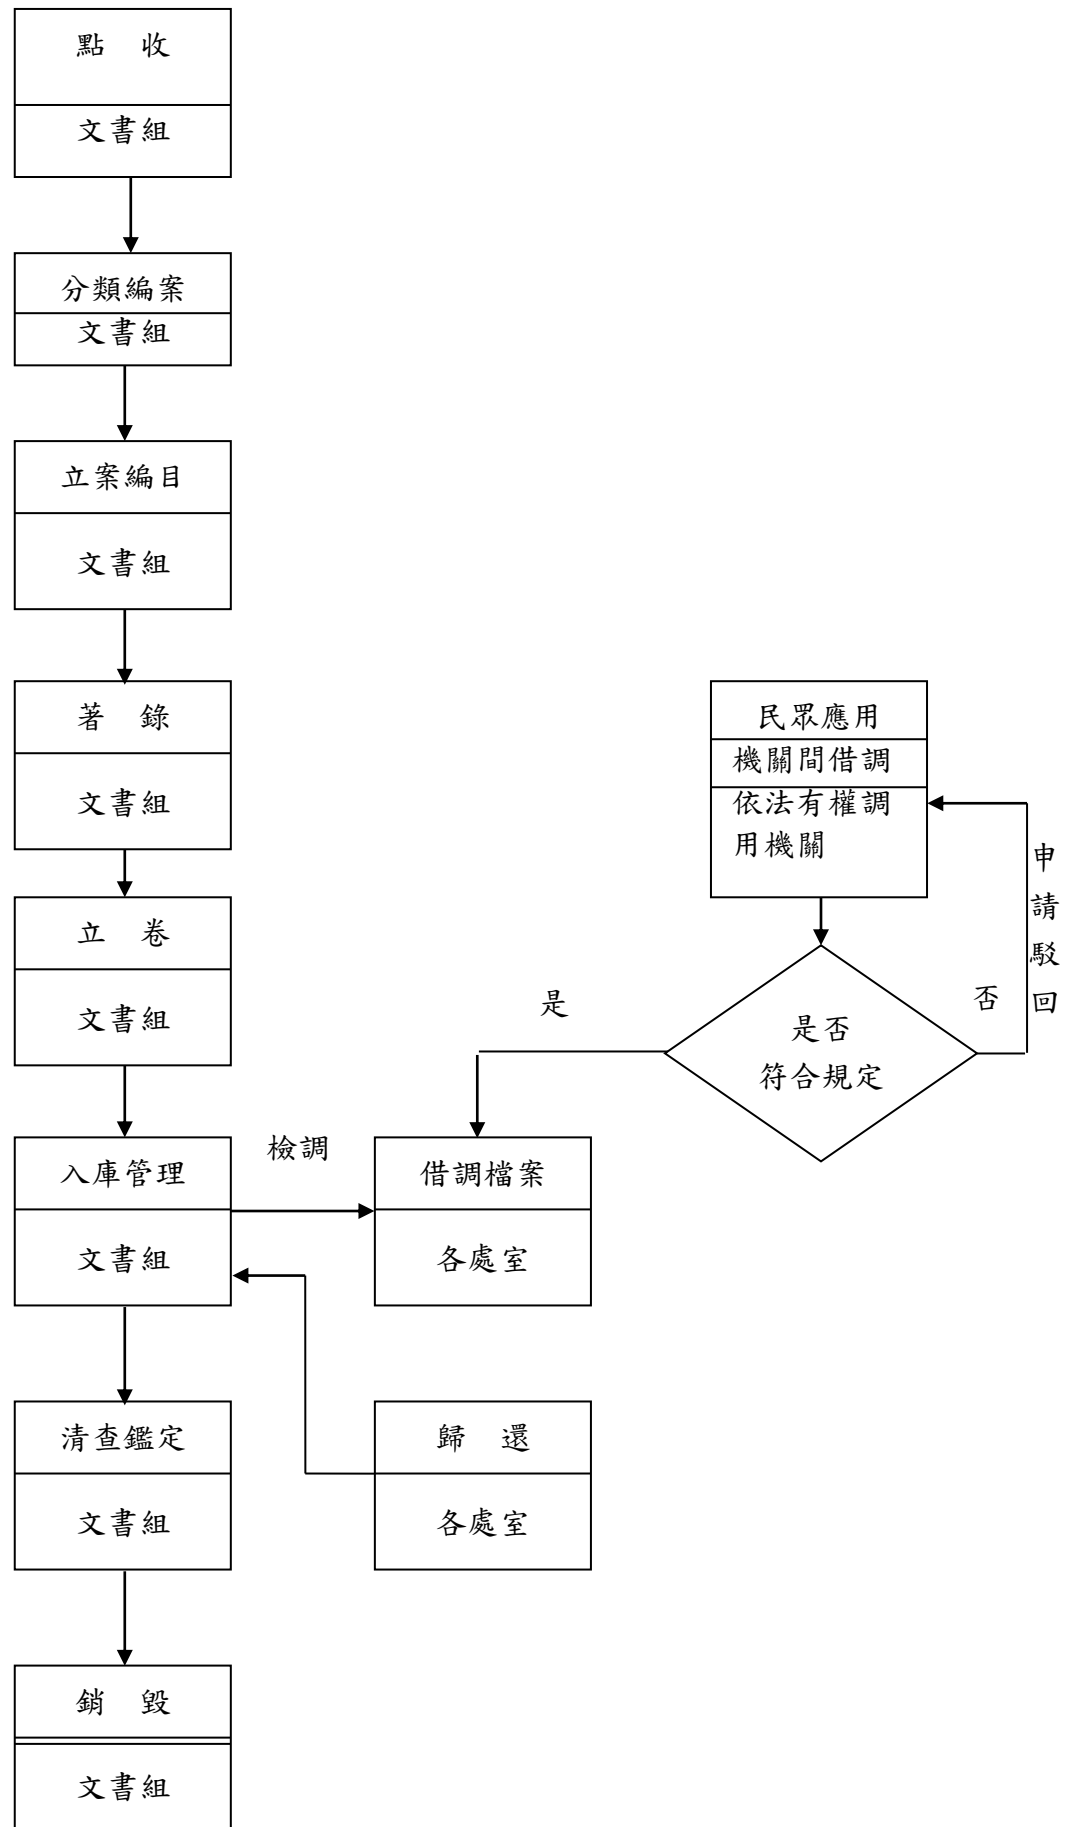 點　收
文書組
分類編案
文書組
立案編目
文書組
著　錄
文書組
立　卷
文書組
入庫管理
文書組
清查鑑定
文書組
銷　毀
文書組
檢調
借調檔案
各處室
歸　還
各處室
民眾應用
機關間借調
依法有權調
用機關
是否
符合規定
是
否
申請駁回